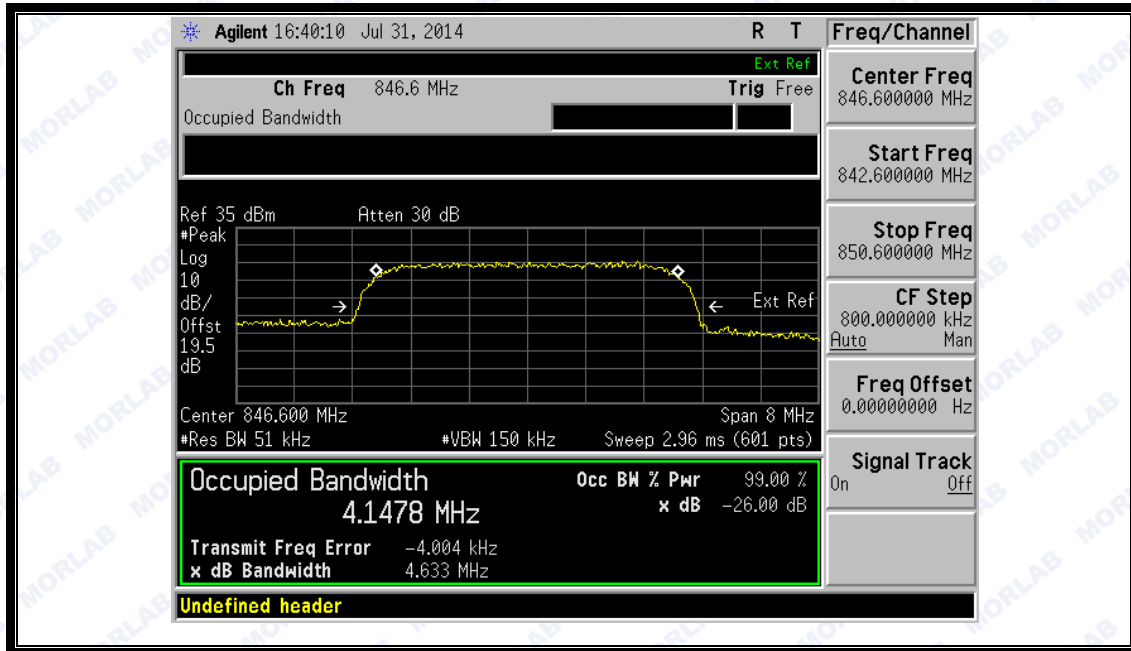 Agilent 16:40:10 Jul 31, 2014 R T
Ext Ref
Ch Freq 846.6 MHz Trig Free
Occupied Bandwidth
Ref 35 dBm Atten 30 dB
#Peak
Log
10
dB/
Offst
19.5
dB
Ext Ref
Center 846.600 MHz Span 8 MHz
#Res BW 51 kHz #VBW 150 kHz Sweep 2.96 ms (601 pts)
Occupied Bandwidth
4.1478 MHz
Occ BW % Pwr 99.00 %
x dB -26.00 dB
Transmit Freq Error -4.004 kHz
x dB Bandwidth 4.633 MHz
Undefined header
Freq/Channel
Center Freq
846.600000 MHz
Start Freq
842.600000 MHz
Stop Freq
850.600000 MHz
CF Step
800.000000 kHz
Auto Man
Freq Offset
0.00000000 Hz
Signal Track
On Off
MORLAB